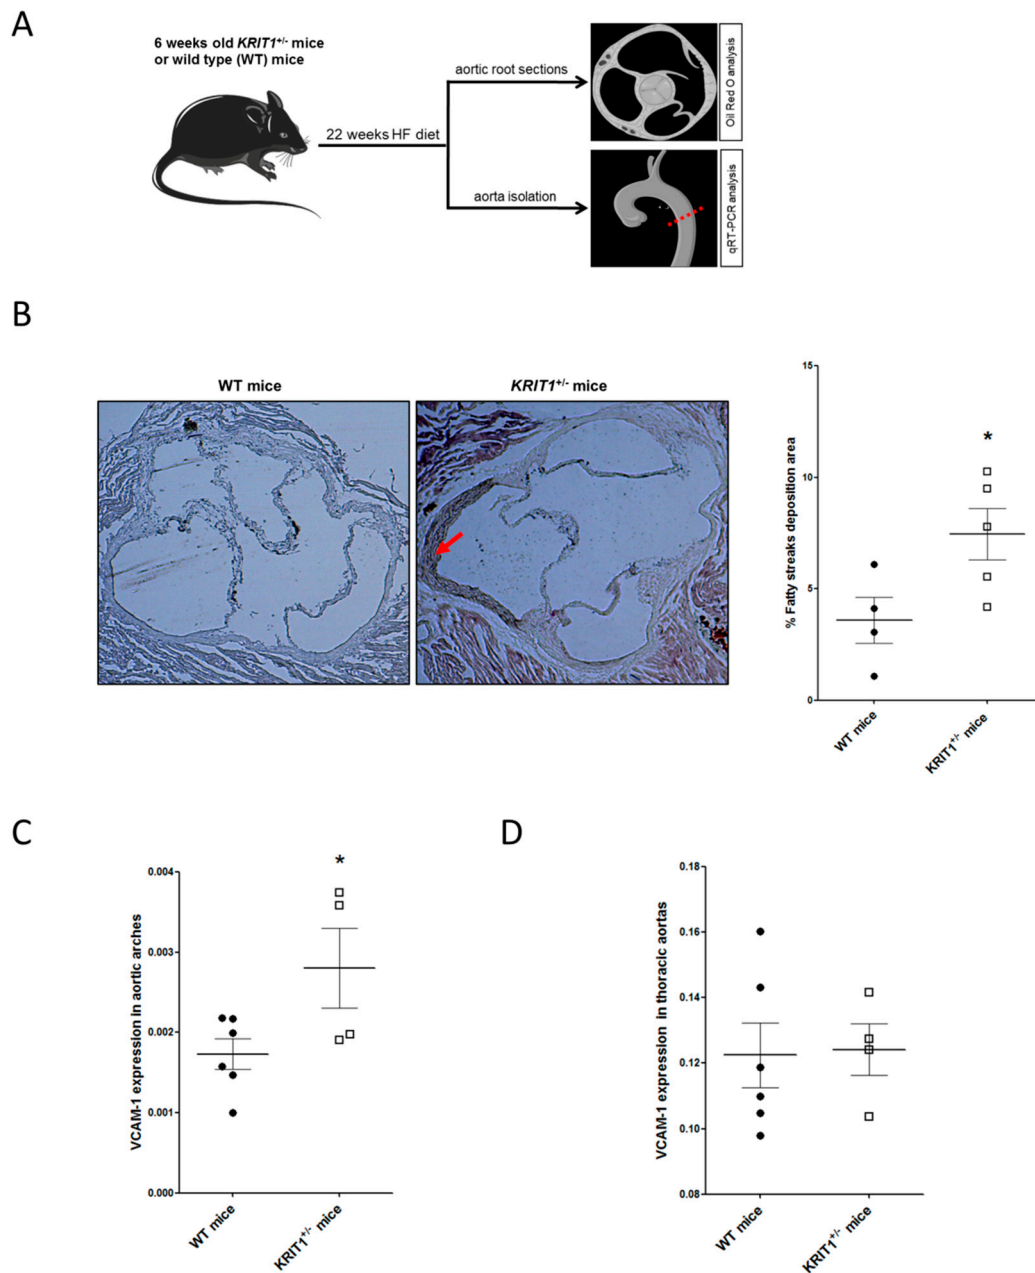 A
6 weeks old KRIT1+/- mice
or wild type (WT) mice
22 weeks HF diet
aortic root sections
aorta isolation
Oil Red O analysis
qRT-PCR analysis
B
WT mice
KRIT1+/- mice
% Fatty streaks deposition area
15
10
5
0
*
WT mice
KRIT1+/- mice
C
VCAM-1 expression in aortic arches
0.004
0.003
0.002
0.001
0.000
*
WT mice
KRIT1+/- mice
D
VCAM-1 expression in thoracic aortas
0.18
0.16
0.14
0.12
0.10
0.08
WT mice
KRIT1+/- mice